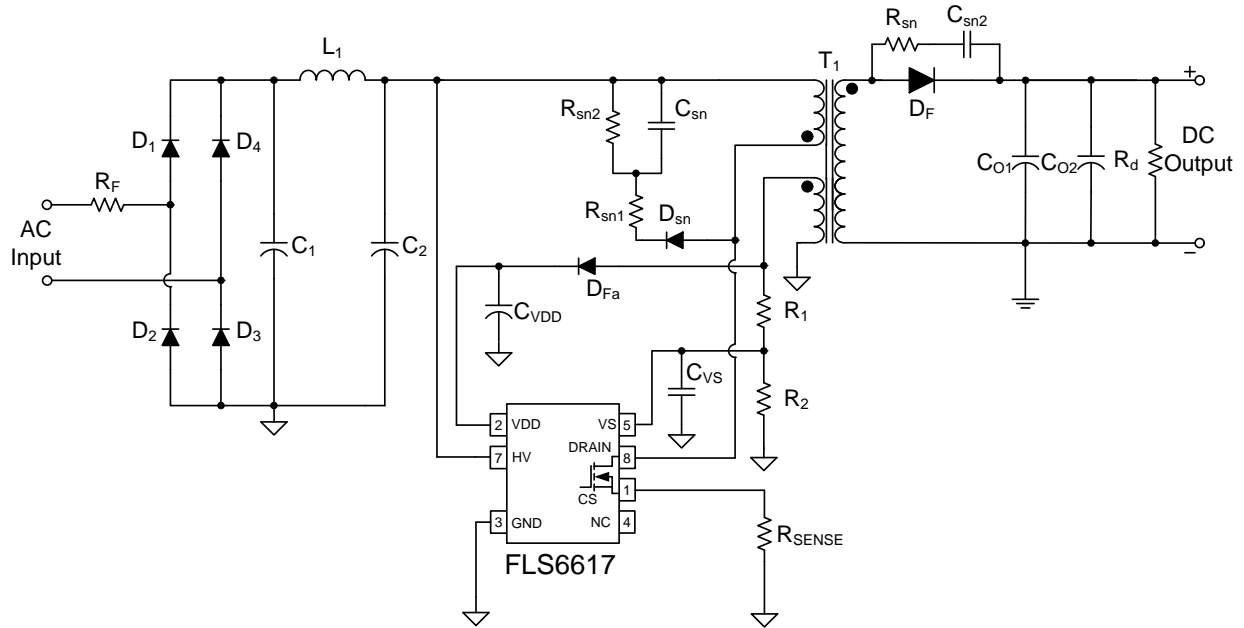 R_sn
C_sn2
L_1
T_1
+
R_sn2
C_sn
D_F
D_1
D_4
DC
Output
C_O1
C_O2
R_d
R_F
R_sn1
D_sn
AC
Input
C_1
C_2
−
D_Fa
C_VDD
R_1
D_2
D_3
C_VS
R_2
2 VDD VS 5
DRAIN
7 HV 8
CS 1
3 GND NC 4
R_SENSE
FLS6617